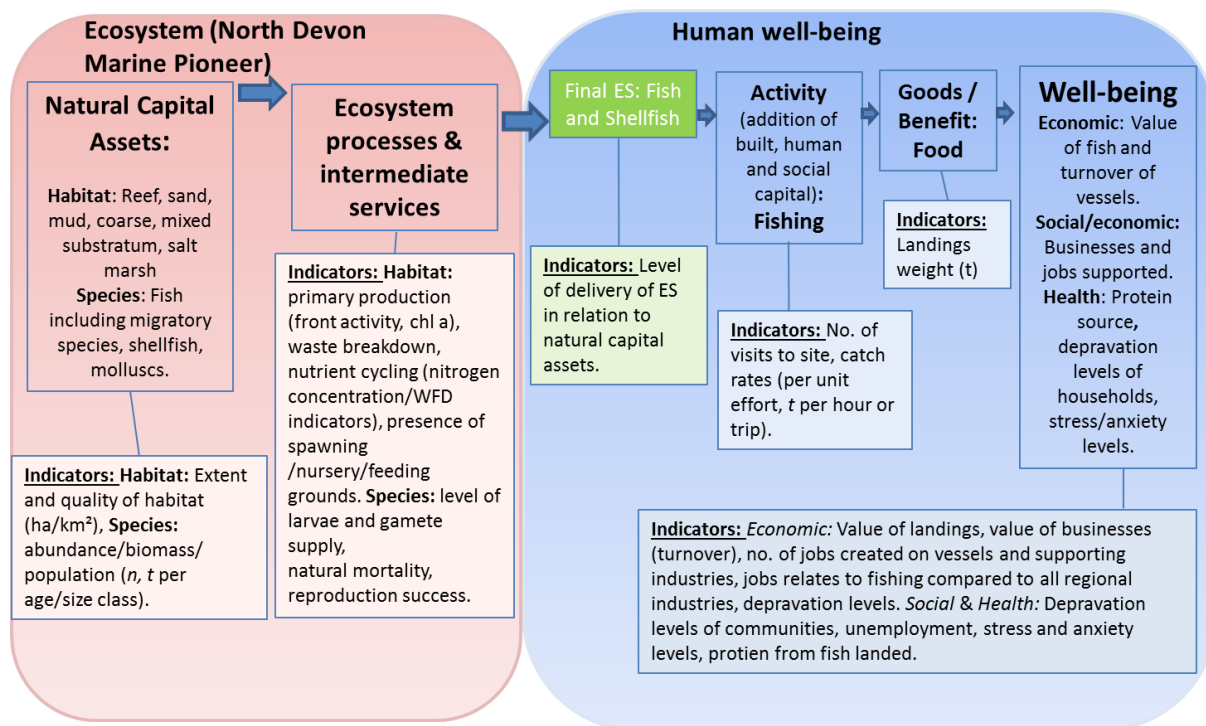 Ecosystem (North Devon
Marine Pioneer)
Natural Capital
Assets:
Habitat: Reef, sand,
mud, coarse, mixed
substratum, salt
marsh
Species: Fish
including migratory
species, shellfish,
molluscs.
Indicators: Habitat: Extent
and quality of habitat
(ha/km²), Species:
abundance/biomass/
population (n, t per
age/size class).
Ecosystem
processes &
intermediate
services
Indicators: Habitat:
primary production
(front activity, chl a),
waste breakdown,
nutrient cycling (nitrogen
concentration/WFD
indicators), presence of
spawning
/nursery/feeding
grounds. Species: level of
larvae and gamete
supply,
natural mortality,
reproduction success.
Human well-being
Final ES: Fish
and Shellfish
Indicators: Level
of delivery of ES
in relation to
natural capital
assets.
Activity
(addition of
built, human
and social
capital):
Fishing
Indicators: No. of
visits to site, catch
rates (per unit
effort, t per hour or
trip).
Goods /
Benefit:
Food
Indicators:
Landings
weight (t)
Well-being
Economic: Value
of fish and
turnover of
vessels.
Social/economic:
Businesses and
jobs supported.
Health: Protein
source,
depravation
levels of
households,
stress/anxiety
levels.
Indicators: Economic: Value of landings, value of businesses
(turnover), no. of jobs created on vessels and supporting
industries, jobs relates to fishing compared to all regional
industries, depravation levels. Social & Health: Depravation
levels of communities, unemployment, stress and anxiety
levels, protien from fish landed.